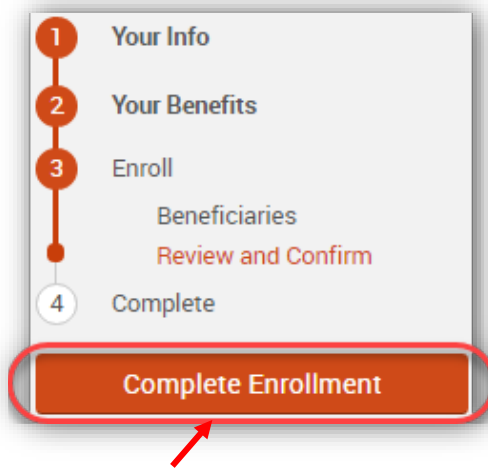 1 Your Info
2 Your Benefits
3 Enroll
Beneficiaries
Review and Confirm
4 Complete
Complete Enrollment